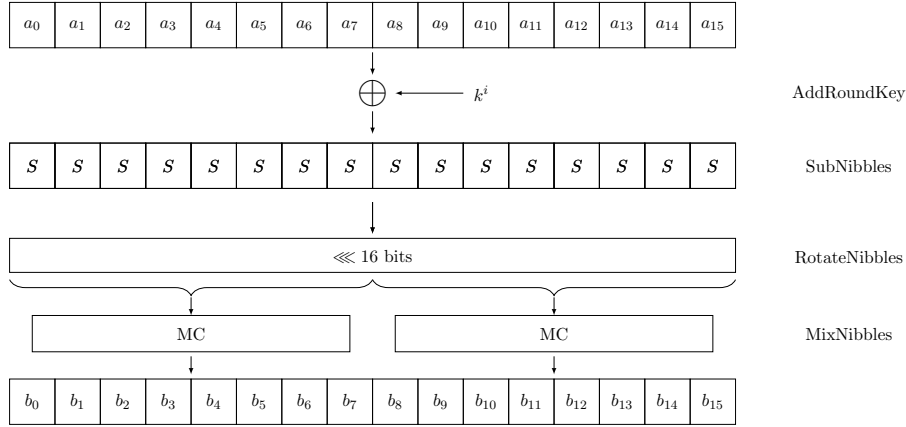 a₀ a₁ a₂ a₃ a₄ a₅ a₆ a₇ a₈ a₉ a₁₀ a₁₁ a₁₂ a₁₃ a₁₄ a₁₅
kⁱ AddRoundKey
S S S S S S S S S S S S S S S S SubNibbles
⋘ 16 bits RotateNibbles
MC MC MixNibbles
b₀ b₁ b₂ b₃ b₄ b₅ b₆ b₇ b₈ b₉ b₁₀ b₁₁ b₁₂ b₁₃ b₁₄ b₁₅